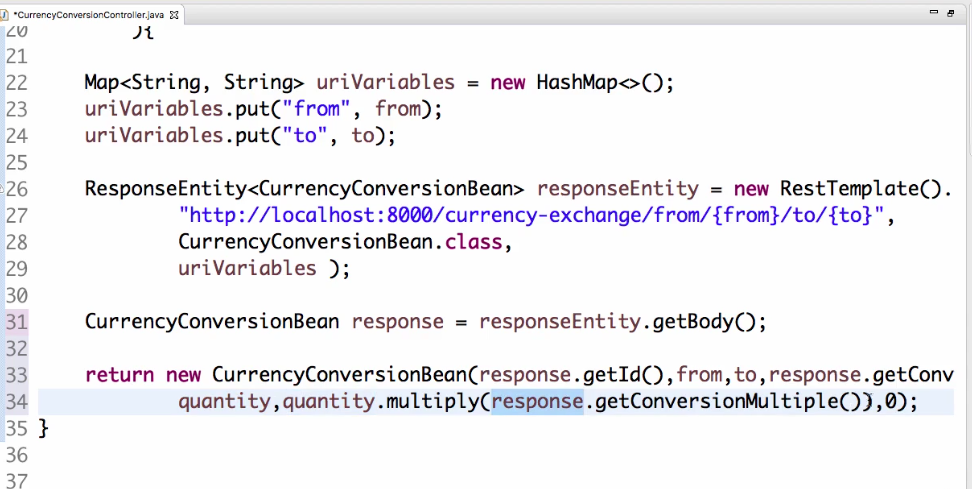 *CurrencyConversionController.java
20 ){
21
22 Map<String, String> uriVariables = new HashMap<>();
23 uriVariables.put("from", from);
24 uriVariables.put("to", to);
25
26 ResponseEntity<CurrencyConversionBean> responseEntity = new RestTemplate().
27 "http://localhost:8000/currency-exchange/from/{from}/to/{to}",
28 CurrencyConversionBean.class,
29 uriVariables );
30
31 CurrencyConversionBean response = responseEntity.getBody();
32
33 return new CurrencyConversionBean(response.getId(),from,to,response.getConv
34 quantity,quantity.multiply(response.getConversionMultiple()),0);
35 }
36
37